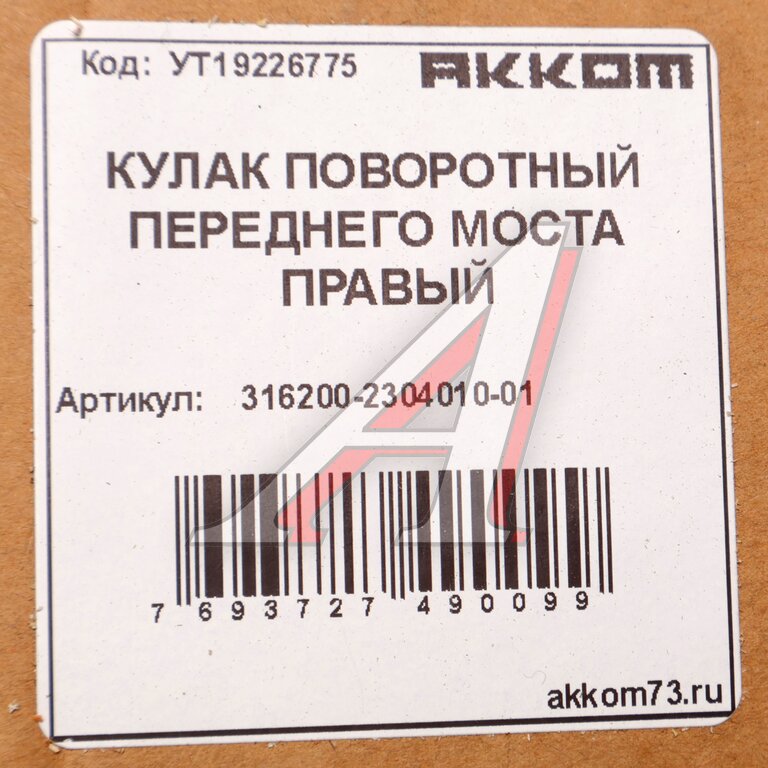 Код: УТ19226775
AKKOM
КУЛАК ПОВОРОТНЫЙ
ПЕРЕДНЕГО МОСТА
ПРАВЫЙ
Артикул: 316200-2304010-01
7 693727 490099
akkom73.ru